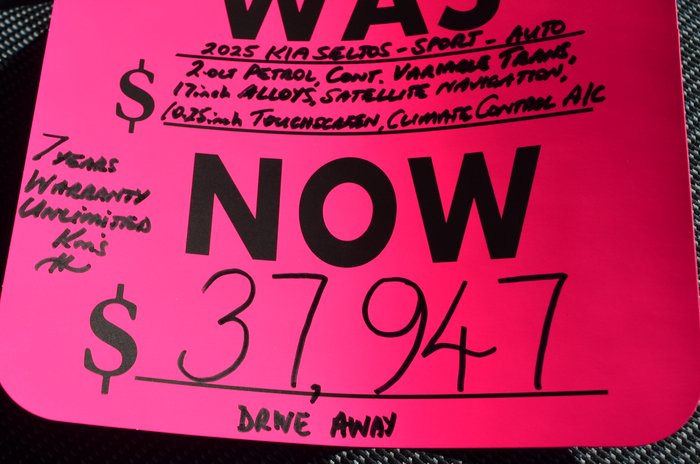 WAS
2025 KIA SELTOS - SPORT - AUTO
2.0LT PETROL, CONT. VARIABLE TRANS,
17inch ALLOYS, SATELLITE NAVIGATION,
$ 10.25inch TOUCHSCREEN, CLIMATE CONTROL A/C
NOW
7 YEARS
WARRANTY
UNLIMITED
Km's
$ 37,947
DRIVE AWAY